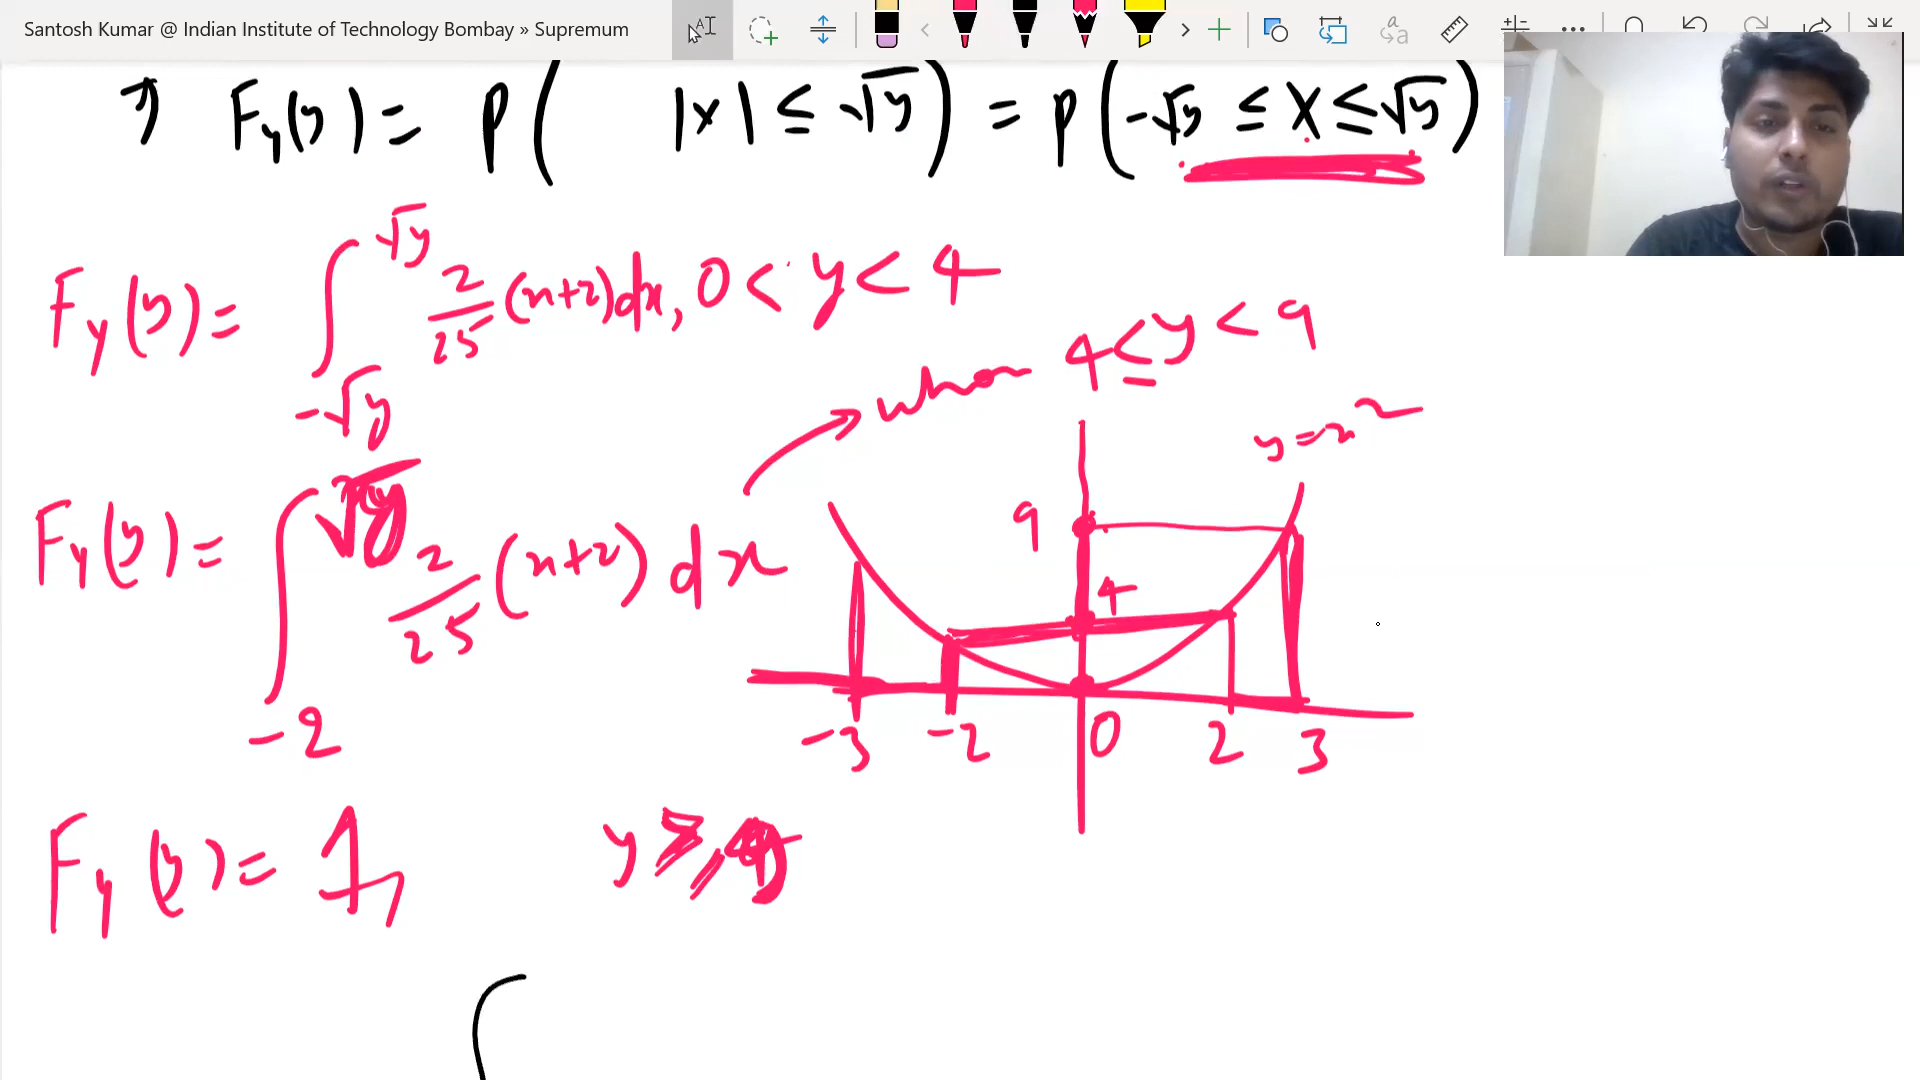 Santosh Kumar @ Indian Institute of Technology Bombay » Supremum
⇒ F_Y(y) = P( |X| ≤ √y ) = P( -√y ≤ X ≤ √y )
F_Y(y) = ∫_{-√y}^{√y} 2/25 (x+2) dx, 0 < y < 4
when 4 ≤ y < 9
y = x²
F_Y(y) = ∫_{-2}^{√y} 2/25 (x+2) dx
9
4
-3 -2 0 2 3
F_Y(y) = 1, y ≥